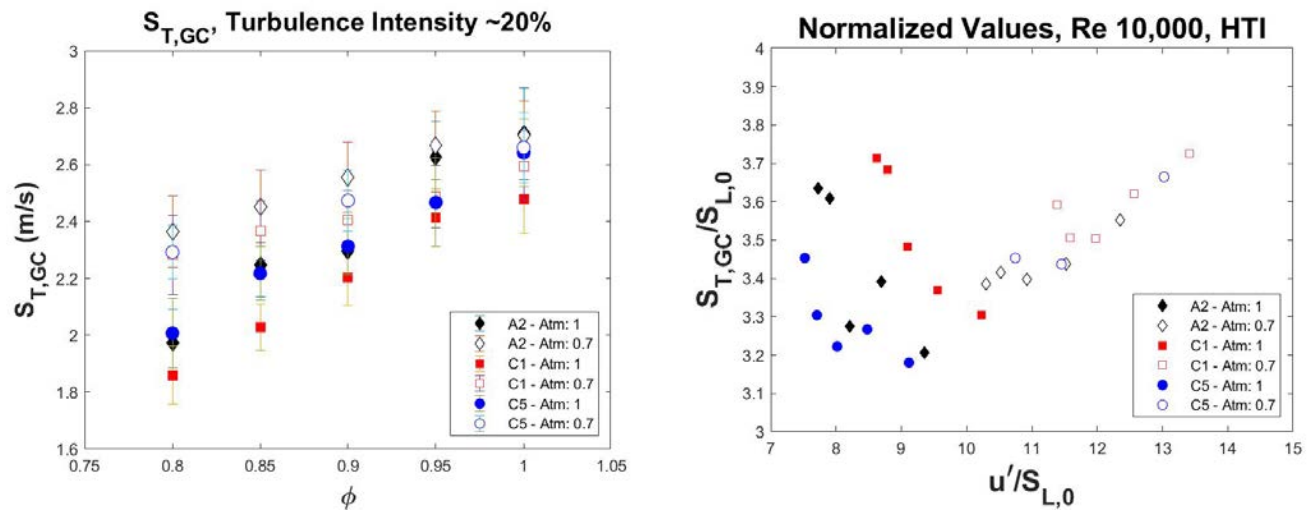 S_T,GC, Turbulence Intensity ~20%
S_T,GC (m/s)
3
2.8
2.6
2.4
2.2
2
1.8
1.6
0.75 0.8 0.85 0.9 0.95 1 1.05
ϕ
A2 - Atm: 1
A2 - Atm: 0.7
C1 - Atm: 1
C1 - Atm: 0.7
C5 - Atm: 1
C5 - Atm: 0.7
Normalized Values, Re 10,000, HTI
S_T,GC/S_L,0
4
3.9
3.8
3.7
3.6
3.5
3.4
3.3
3.2
3.1
3
7 8 9 10 11 12 13 14 15
u'/S_L,0
A2 - Atm: 1
A2 - Atm: 0.7
C1 - Atm: 1
C1 - Atm: 0.7
C5 - Atm: 1
C5 - Atm: 0.7